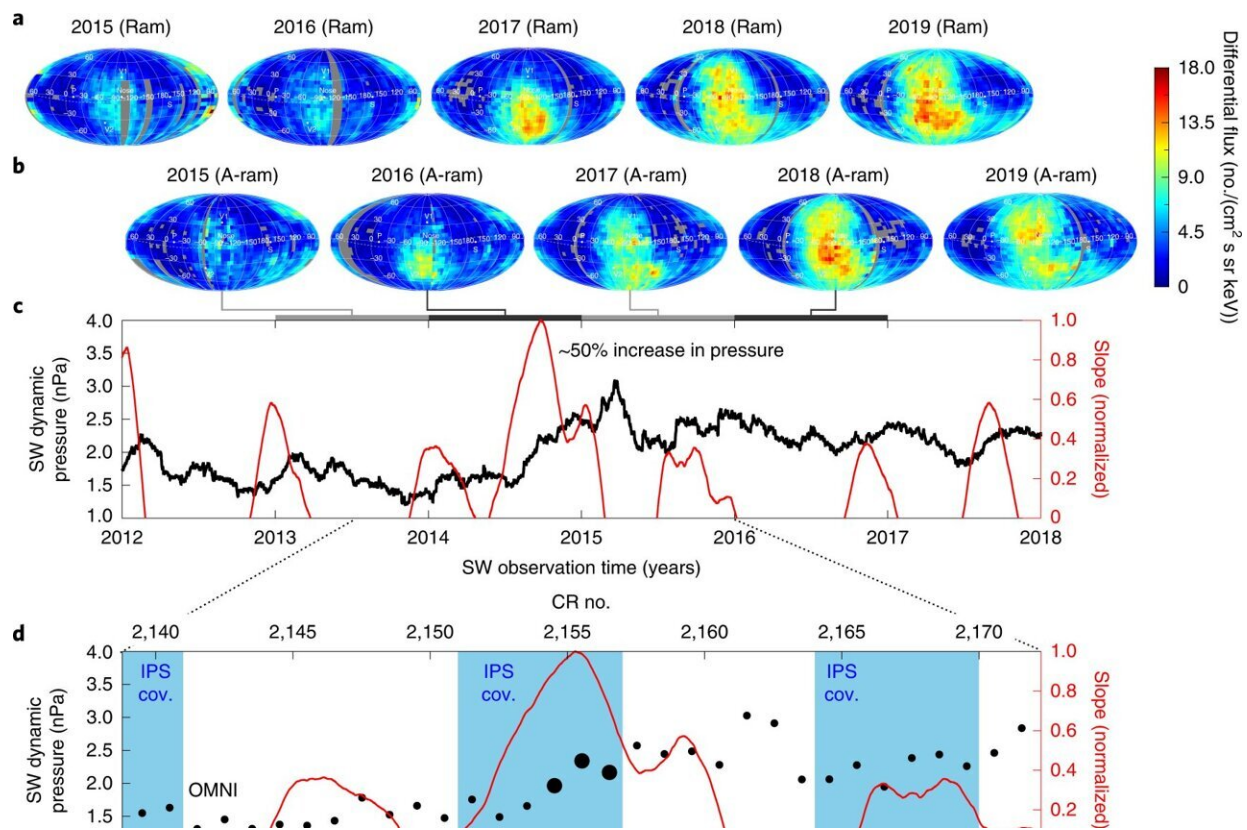 a
2015 (Ram) 2016 (Ram) 2017 (Ram) 2018 (Ram) 2019 (Ram)
b
2015 (A-ram) 2016 (A-ram) 2017 (A-ram) 2018 (A-ram) 2019 (A-ram)
18.0
13.5
9.0
4.5
0
Differential flux (no./(cm² s sr keV))
c
4.0
3.5
3.0
2.5
2.0
1.5
1.0
SW dynamic
pressure (nPa)
~50% increase in pressure
1.0
0.8
0.6
0.4
0.2
0
Slope (normalized)
2012 2013 2014 2015 2016 2017 2018
SW observation time (years)
CR no.
2,140 2,145 2,150 2,155 2,160 2,165 2,170
d
4.0
3.5
3.0
2.5
2.0
1.5
SW dynamic
pressure (nPa)
IPS
cov.
IPS
cov.
IPS
cov.
OMNI
1.0
0.8
0.6
0.4
0.2
Slope (normalized)